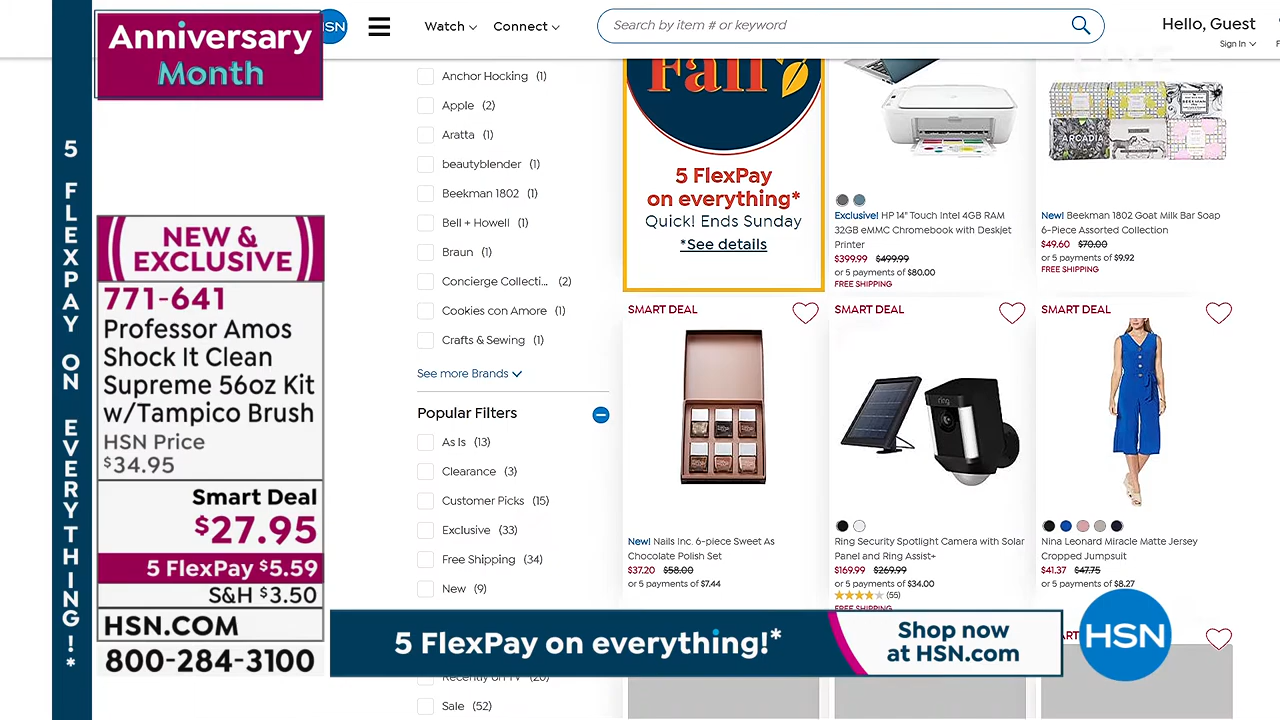 Anniversary
Month
5 FLEXPAY ON EVERYTHING!*
NEW &
EXCLUSIVE
771-641
Professor Amos
Shock It Clean
Supreme 56oz Kit
w/Tampico Brush
HSN Price
$34.95
Smart Deal
$27.95
5 FlexPay $5.59
S&H $3.50
HSN.COM
800-284-3100
HSN
Watch
Connect
Search by item # or keyword
Hello, Guest
Sign In
Anchor Hocking (1)
Apple (2)
Aratta (1)
beautyblender (1)
Beekman 1802 (1)
Bell + Howell (1)
Braun (1)
Concierge Collecti... (2)
Cookies con Amore (1)
Crafts & Sewing (1)
See more Brands
Popular Filters
As Is (13)
Clearance (3)
Customer Picks (15)
Exclusive (33)
Free Shipping (34)
New (9)
Recently on TV (20)
Sale (52)
Fall
5 FlexPay
on everything*
Quick! Ends Sunday
*See details
Exclusive! HP 14" Touch Intel 4GB RAM
32GB eMMC Chromebook with Deskjet
Printer
$399.99 $499.99
or 5 payments of $80.00
FREE SHIPPING
ARCADIA
BEEKMAN
New! Beekman 1802 Goat Milk Bar Soap
6-Piece Assorted Collection
$49.60 $70.00
or 5 payments of $9.92
FREE SHIPPING
SMART DEAL
New! Nails Inc. 6-piece Sweet As
Chocolate Polish Set
$37.20 $58.00
or 5 payments of $7.44
SMART DEAL
ring
Ring Security Spotlight Camera with Solar
Panel and Ring Assist+
$169.99 $269.99
or 5 payments of $34.00
(55)
FREE SHIPPING
SMART DEAL
Nina Leonard Miracle Matte Jersey
Cropped Jumpsuit
$41.37 $47.75
or 5 payments of $8.27
5 FlexPay on everything!*
Shop now
at HSN.com
HSN